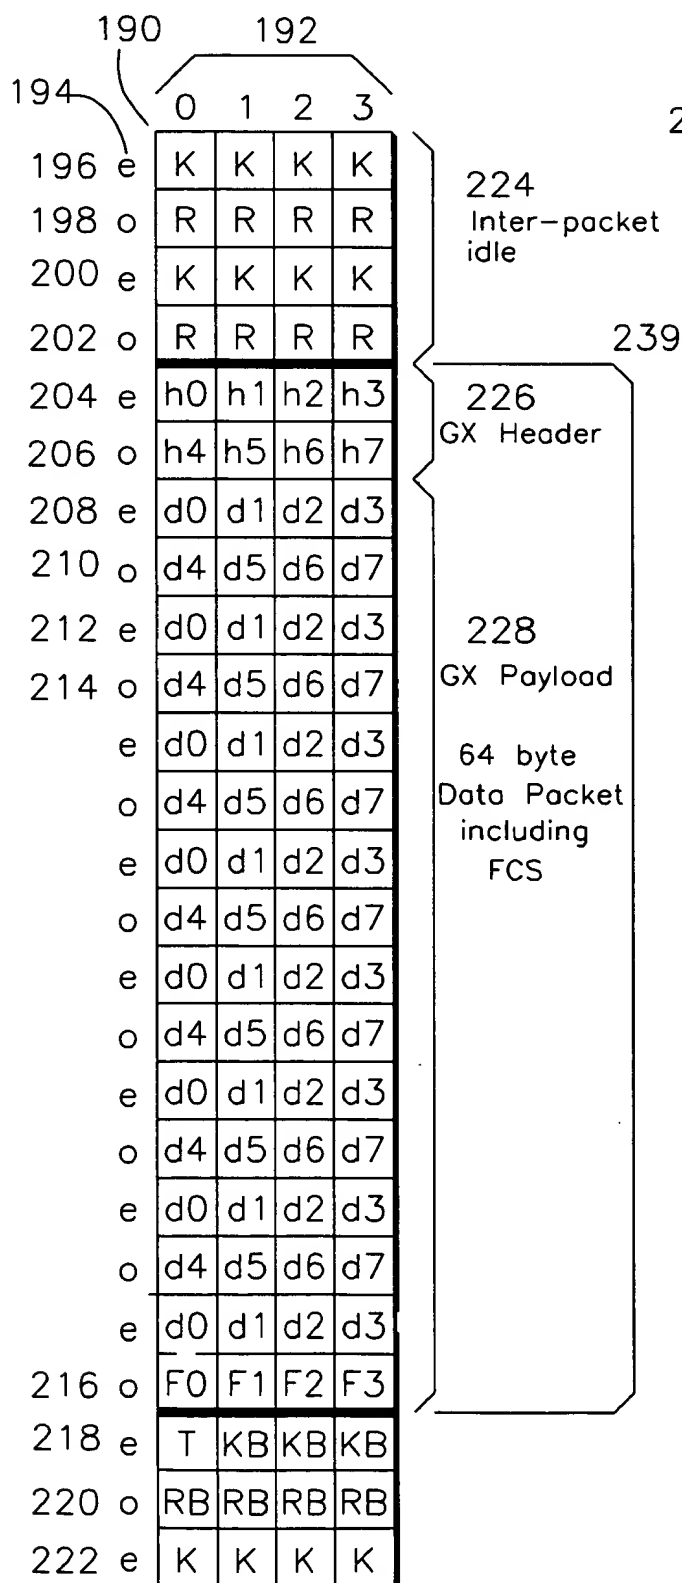 190 192
194 0 1 2 3
2
196 e K K K K
198 o R R R R
224
Inter-packet
idle
200 e K K K K
202 o R R R R
239
204 e h0 h1 h2 h3
226
GX Header
206 o h4 h5 h6 h7
208 e d0 d1 d2 d3
210 o d4 d5 d6 d7
212 e d0 d1 d2 d3
228
GX Payload
214 o d4 d5 d6 d7
e d0 d1 d2 d3
64 byte
Data Packet
including
FCS
o d4 d5 d6 d7
e d0 d1 d2 d3
o d4 d5 d6 d7
e d0 d1 d2 d3
o d4 d5 d6 d7
e d0 d1 d2 d3
o d4 d5 d6 d7
e d0 d1 d2 d3
o d4 d5 d6 d7
e d0 d1 d2 d3
216 o F0 F1 F2 F3
218 e T KB KB KB
220 o RB RB RB RB
222 e K K K K